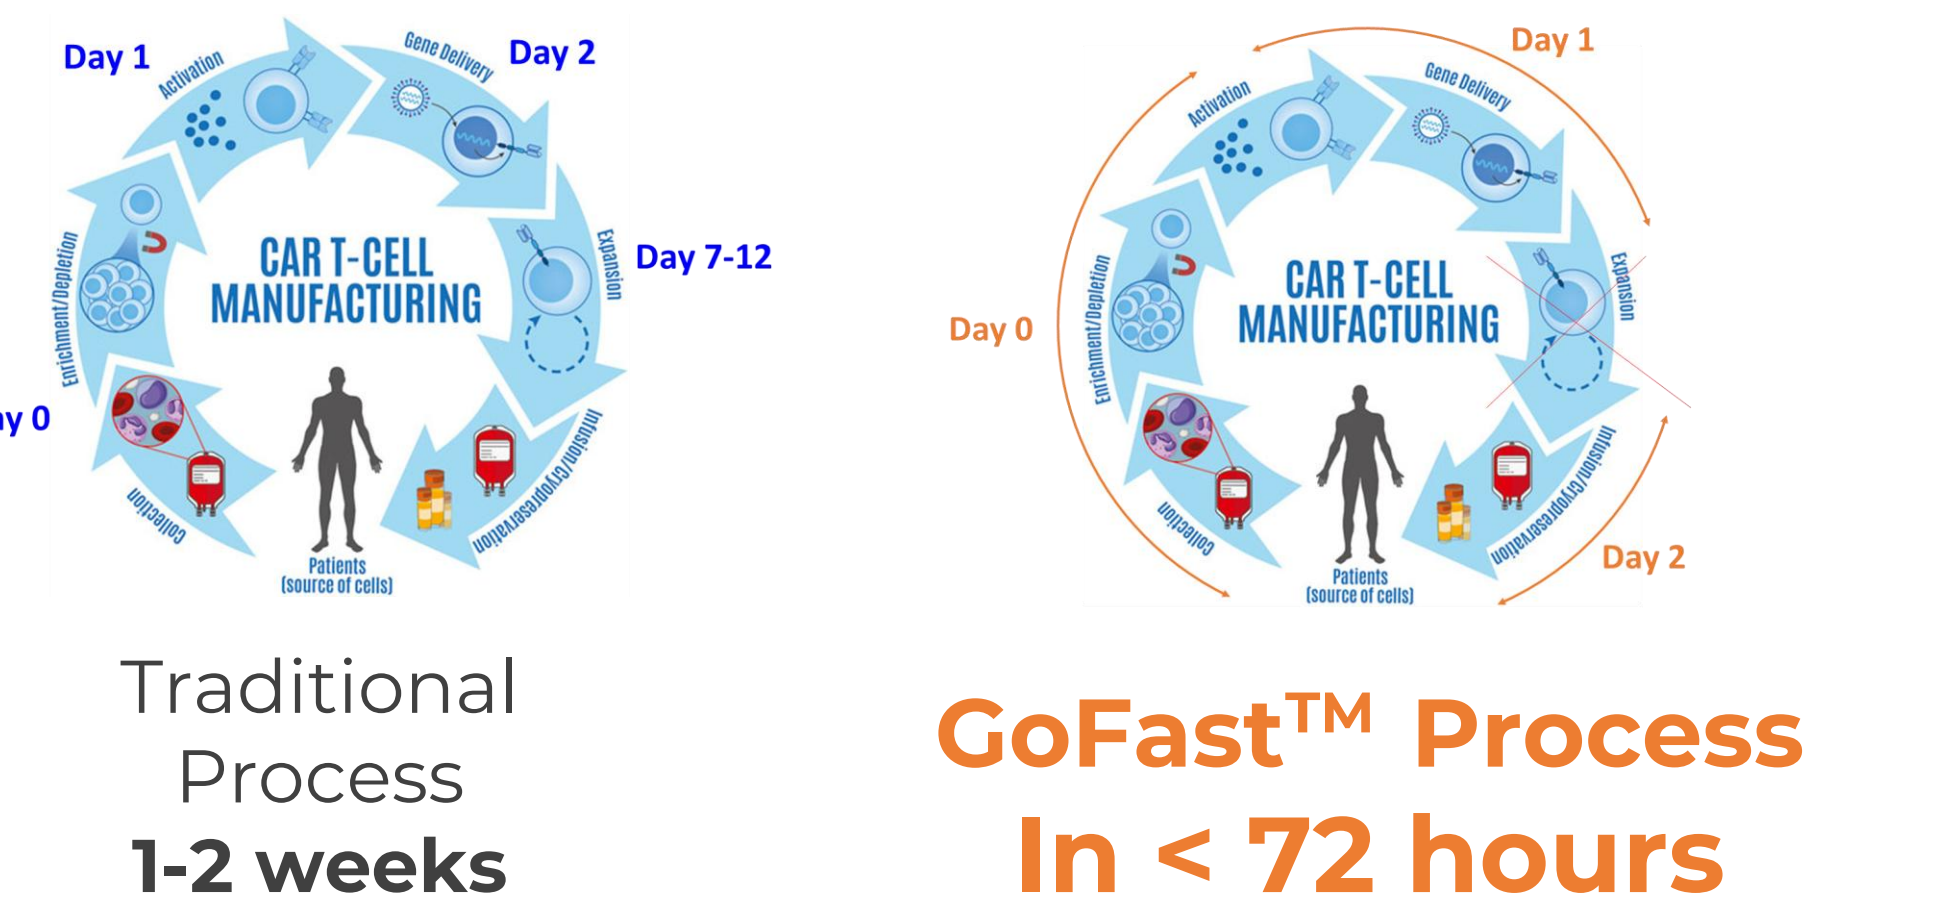 Day 1
Activation
Gene Delivery
Day 2
Enrichment/Depletion
CAR T-CELL
MANUFACTURING
Expansion
Day 7-12
0
Collection
Infusion/Cryopreservation
Patients
(source of cells)
Traditional
Process
1-2 weeks
Day 1
Activation
Gene Delivery
Day 0
Enrichment/Depletion
CAR T-CELL
MANUFACTURING
Expansion
Collection
Infusion/Cryopreservation
Day 2
Patients
(source of cells)
GoFast™ Process
In < 72 hours